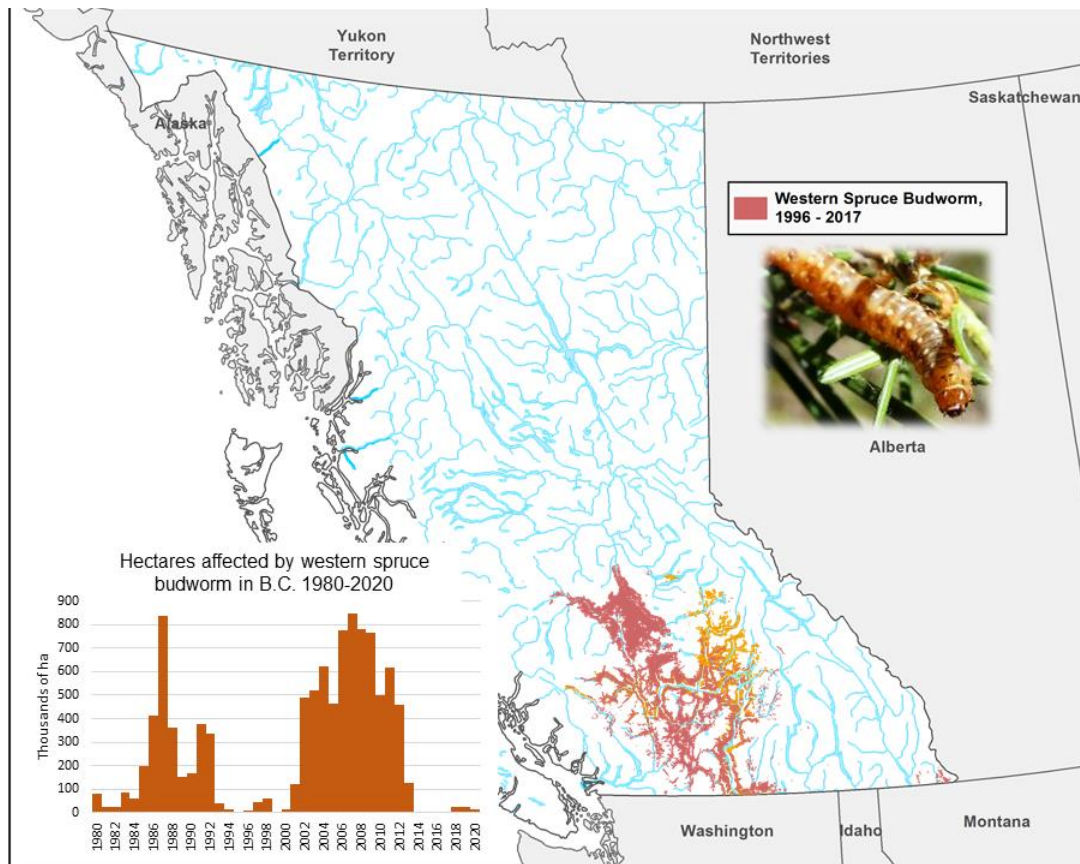 Yukon
Territory
Northwest
Territories
Saskatchewan
Alaska
Western Spruce Budworm,
1996 - 2017
Alberta
Hectares affected by western spruce
budworm in B.C. 1980-2020
Thousands of ha
900
800
700
600
500
400
300
200
100
0
1980
1982
1984
1986
1988
1990
1992
1994
1996
1998
2000
2002
2004
2006
2008
2010
2012
2014
2016
2018
2020
Washington
Idaho
Montana